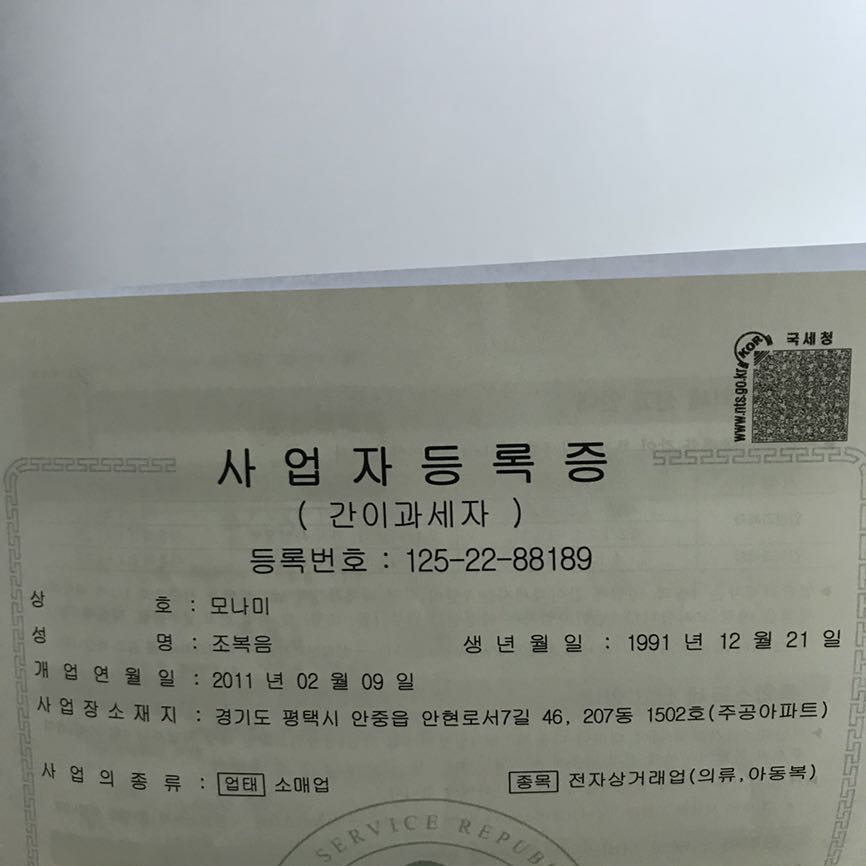 국세청
KOR
www.nts.go.kr
사업자등록증
( 간이과세자 )
등록번호 : 125-22-88189
상 호 : 모나미
성 명 : 조복음 생 년 월 일 : 1991 년 12 월 21 일
개 업 연 월 일 : 2011 년 02 월 09 일
사 업 장 소 재 지 : 경기도 평택시 안중읍 안현로서7길 46, 207동 1502호(주공아파트)
사 업 의 종 류 : 업태 소매업 종목 전자상거래업(의류,아동복)
SERVICE REPUB